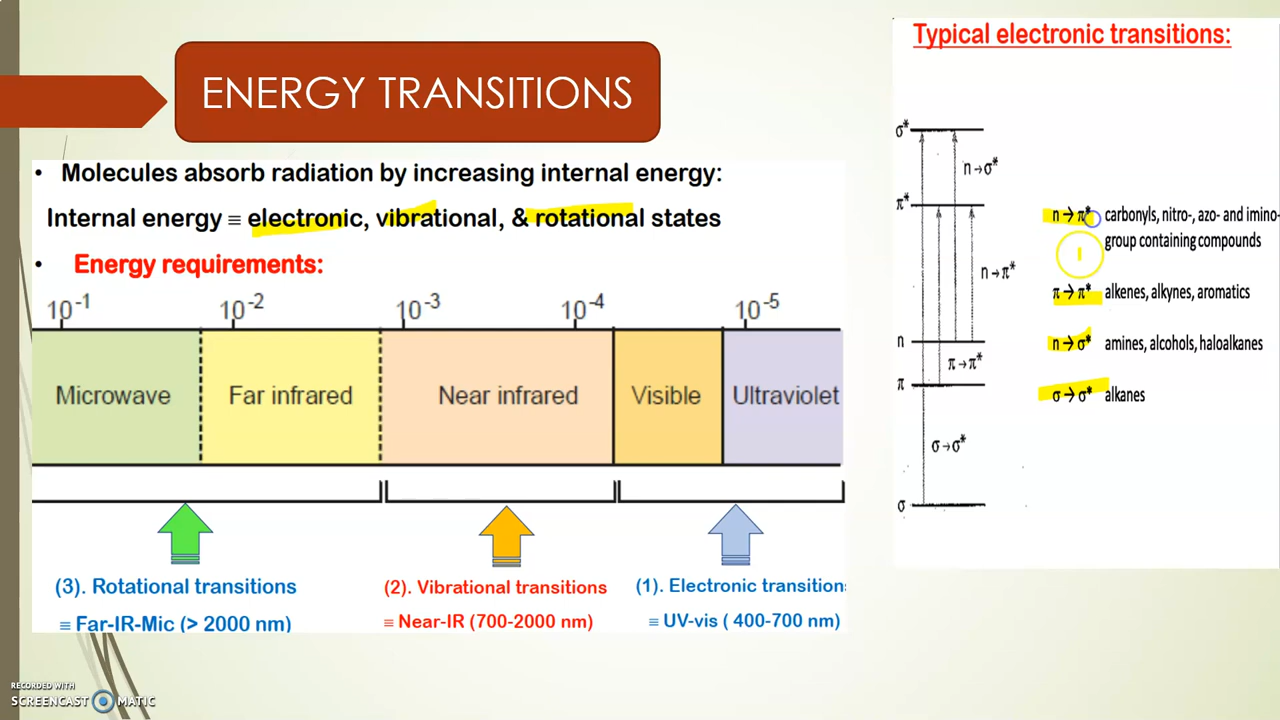 ENERGY TRANSITIONS
• Molecules absorb radiation by increasing internal energy:
Internal energy ≡ electronic, vibrational, & rotational states
• Energy requirements:
10⁻¹ 10⁻² 10⁻³ 10⁻⁴ 10⁻⁵
Microwave Far infrared Near infrared Visible Ultraviolet
(3). Rotational transitions
≡ Far-IR-Mic (> 2000 nm)
(2). Vibrational transitions
≡ Near-IR (700-2000 nm)
(1). Electronic transition
≡ UV-vis ( 400-700 nm)
Typical electronic transitions:
σ*
n→σ*
π*
n→π*
n
π→π*
π
σ→σ*
σ
n→π* carbonyls, nitro-, azo- and imino-
group containing compounds
π→π* alkenes, alkynes, aromatics
n→σ* amines, alcohols, haloalkanes
σ→σ* alkanes
RECORDED WITH
SCREENCAST MATIC